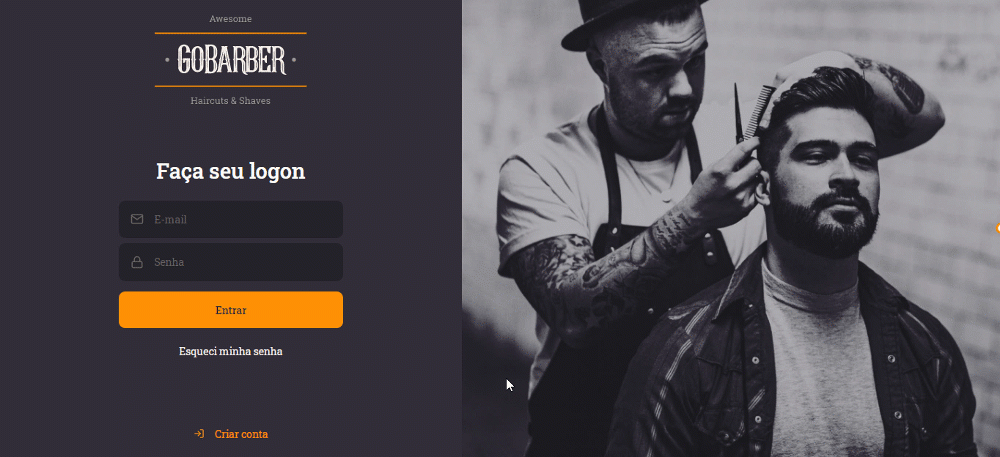 Awesome
GOBARBER
Haircuts & Shaves
Faça seu logon
E-mail
Senha
Entrar
Esqueci minha senha
Criar conta